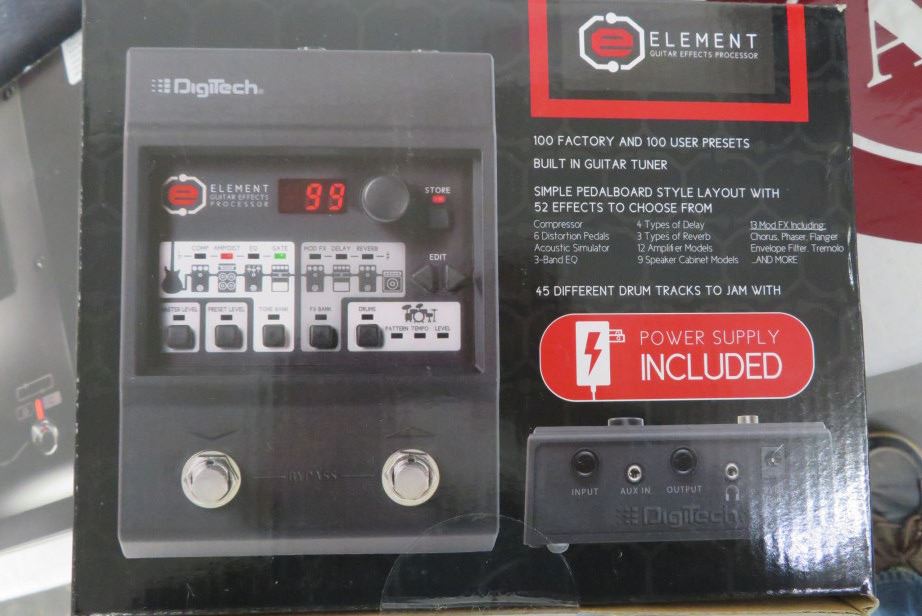 DigiTech
ELEMENT
GUITAR EFFECTS
PROCESSOR
99
STORE
COMP AMP/DIST EQ GATE MOD FX DELAY REVERB
EDIT
MASTER LEVEL PRESET LEVEL TONE BANK FX BANK DRUMS
PATTERN TEMPO LEVEL
BYPASS
e ELEMENT
GUITAR EFFECTS PROCESSOR
100 FACTORY AND 100 USER PRESETS
BUILT IN GUITAR TUNER
SIMPLE PEDALBOARD STYLE LAYOUT WITH
52 EFFECTS TO CHOOSE FROM
Compressor 4 Types of Delay 13 Mod FX Including:
6 Distortion Pedals 3 Types of Reverb Chorus, Phaser, Flanger
Acoustic Simulator 12 Amplifier Models Envelope Filter, Tremolo
3-Band EQ 9 Speaker Cabinet Models ...AND MORE
45 DIFFERENT DRUM TRACKS TO JAM WITH
POWER SUPPLY
INCLUDED
INPUT AUX IN OUTPUT
DigiTech
A